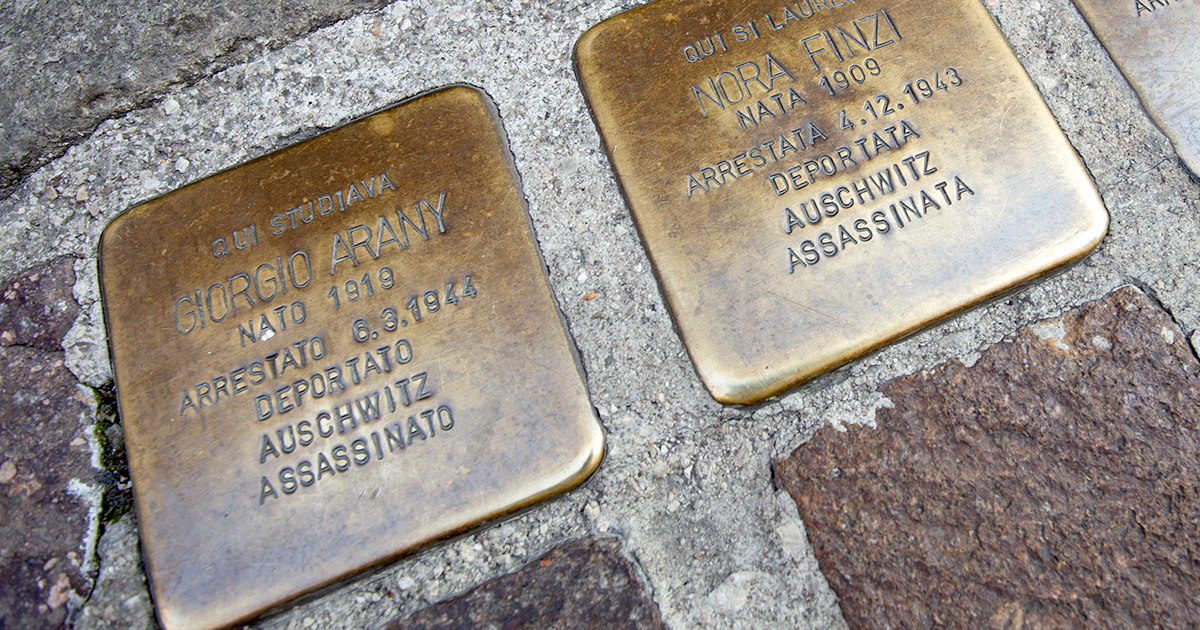 QUI STUDIAVA
GIORGIO ARANY
NATO 1919
ARRESTATO 6.3.1944
DEPORTATO
AUSCHWITZ
ASSASSINATO
QUI SI
NORA FINZI
NATA 1909
ARRESTATA 4.12.1943
DEPORTATA
AUSCHWITZ
ASSASSINATA